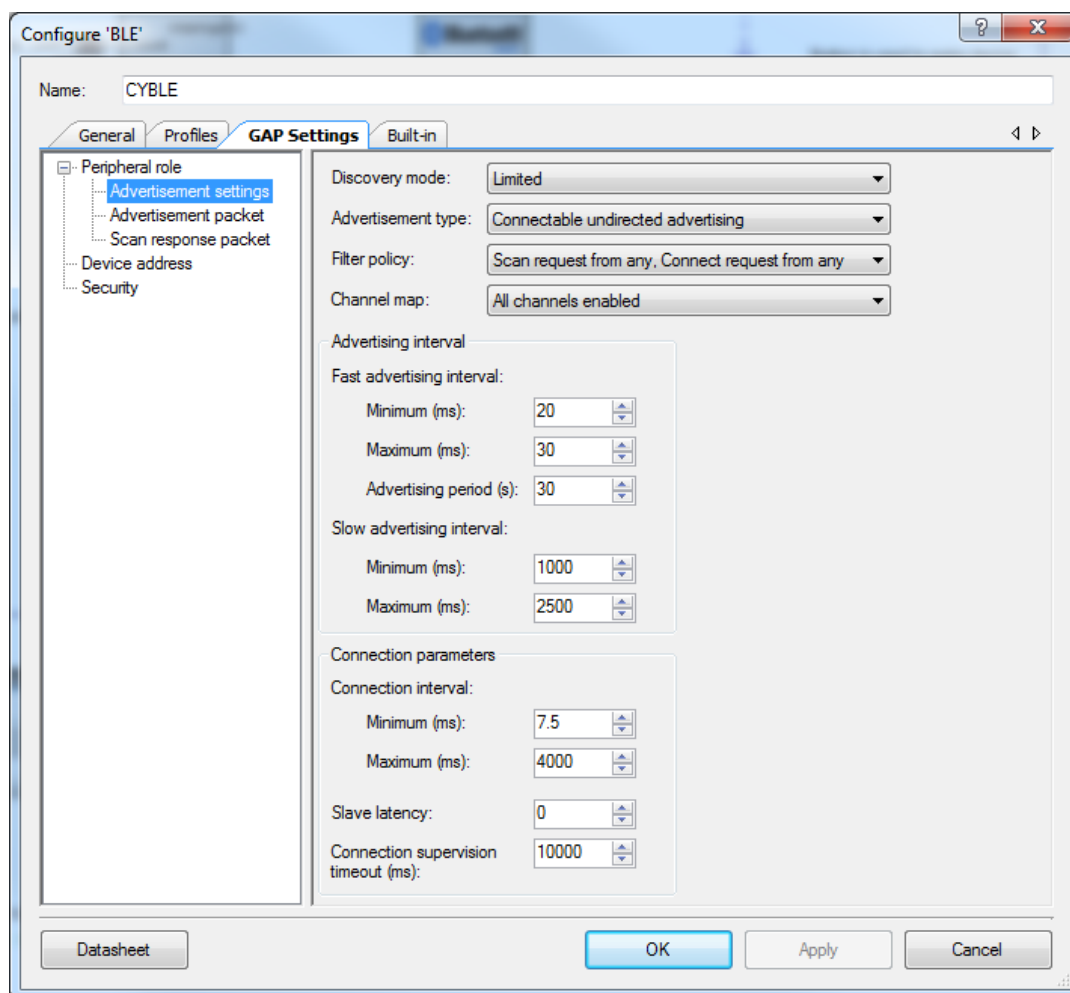 Configure 'BLE'
Name: CYBLE
General Profiles GAP Settings Built-in
Peripheral role
Advertisement settings
Advertisement packet
Scan response packet
Device address
Security
Discovery mode: Limited
Advertisement type: Connectable undirected advertising
Filter policy: Scan request from any, Connect request from any
Channel map: All channels enabled
Advertising interval
Fast advertising interval:
Minimum (ms): 20
Maximum (ms): 30
Advertising period (s): 30
Slow advertising interval:
Minimum (ms): 1000
Maximum (ms): 2500
Connection parameters
Connection interval:
Minimum (ms): 7.5
Maximum (ms): 4000
Slave latency: 0
Connection supervision 10000
timeout (ms):
Datasheet OK Apply Cancel